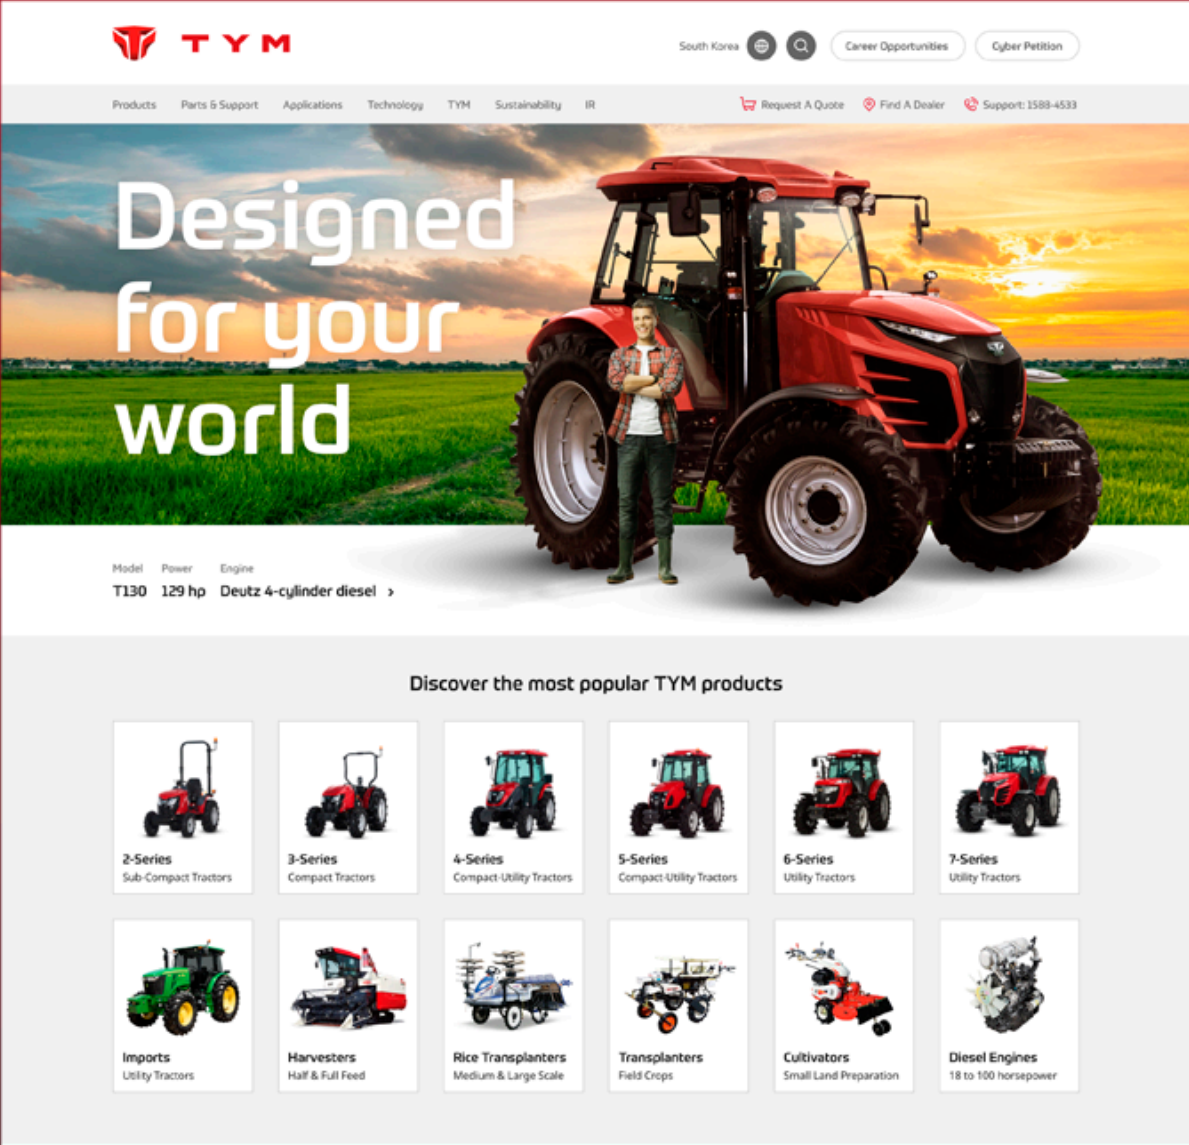 TYM
South Korea
Career Opportunities
Cyber Petition
Products Parts & Support Applications Technology TYM Sustainability IR
Request A Quote Find A Dealer Support: 1588-4533
Designed
for your
world
Model Power Engine
T130 129 hp Deutz 4-cylinder diesel >
Discover the most popular TYM products
2-Series
Sub-Compact Tractors
3-Series
Compact Tractors
4-Series
Compact-Utility Tractors
5-Series
Compact-Utility Tractors
6-Series
Utility Tractors
7-Series
Utility Tractors
Imports
Utility Tractors
Harvesters
Half & Full Feed
Rice Transplanters
Medium & Large Scale
Transplanters
Field Crops
Cultivators
Small Land Preparation
Diesel Engines
18 to 100 horsepower